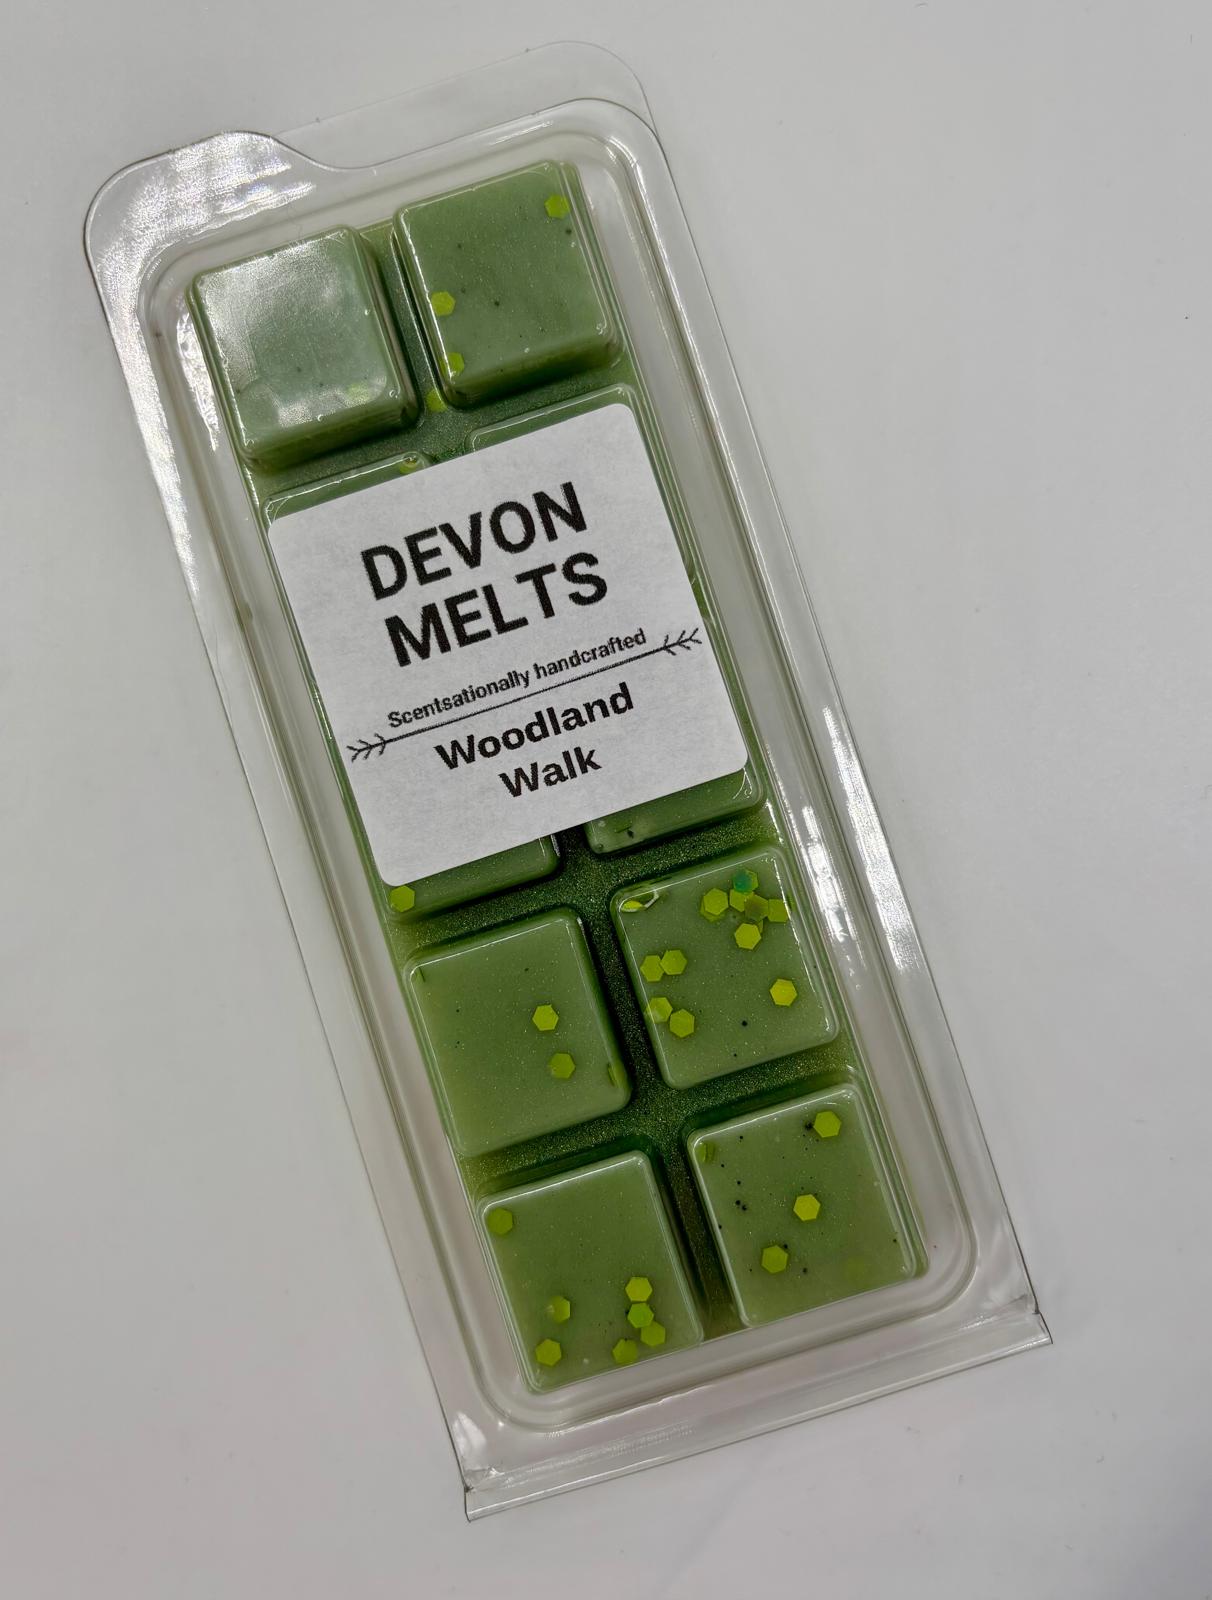 DEVON
MELTS
Scentsationally handcrafted
Woodland
Walk